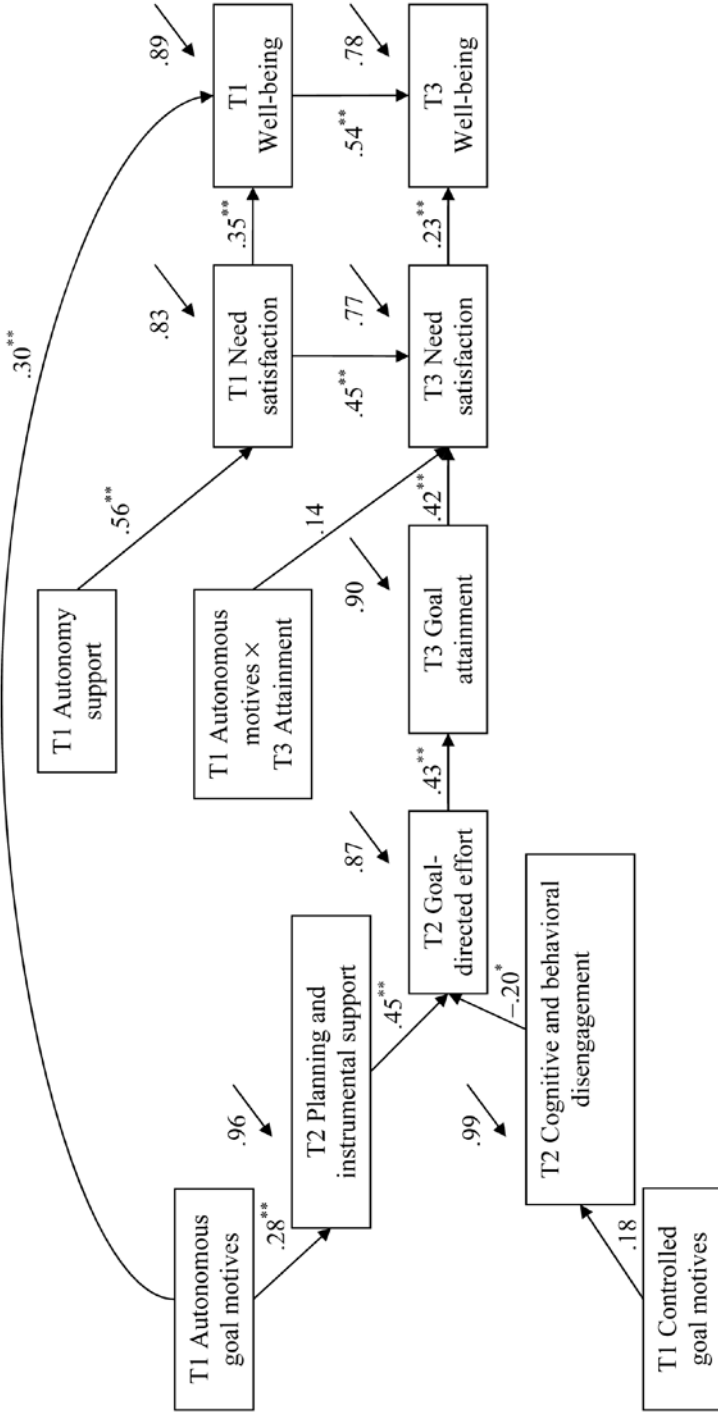 T1 Autonomous
goal motives
.28**
.30**
.96
T2 Planning and
instrumental support
.45**
T1 Controlled
goal motives
.18
.99
T2 Cognitive and behavioral
disengagement
–.20*
.87
T2 Goal-
directed effort
.43**
T1 Autonomy
support
.56**
T1 Autonomous
motives ×
T3 Attainment
.14
.90
T3 Goal
attainment
.42**
.83
T1 Need
satisfaction
.35**
.45**
.77
T3 Need
satisfaction
.23**
.89
T1
Well-being
.54**
.78
T3
Well-being